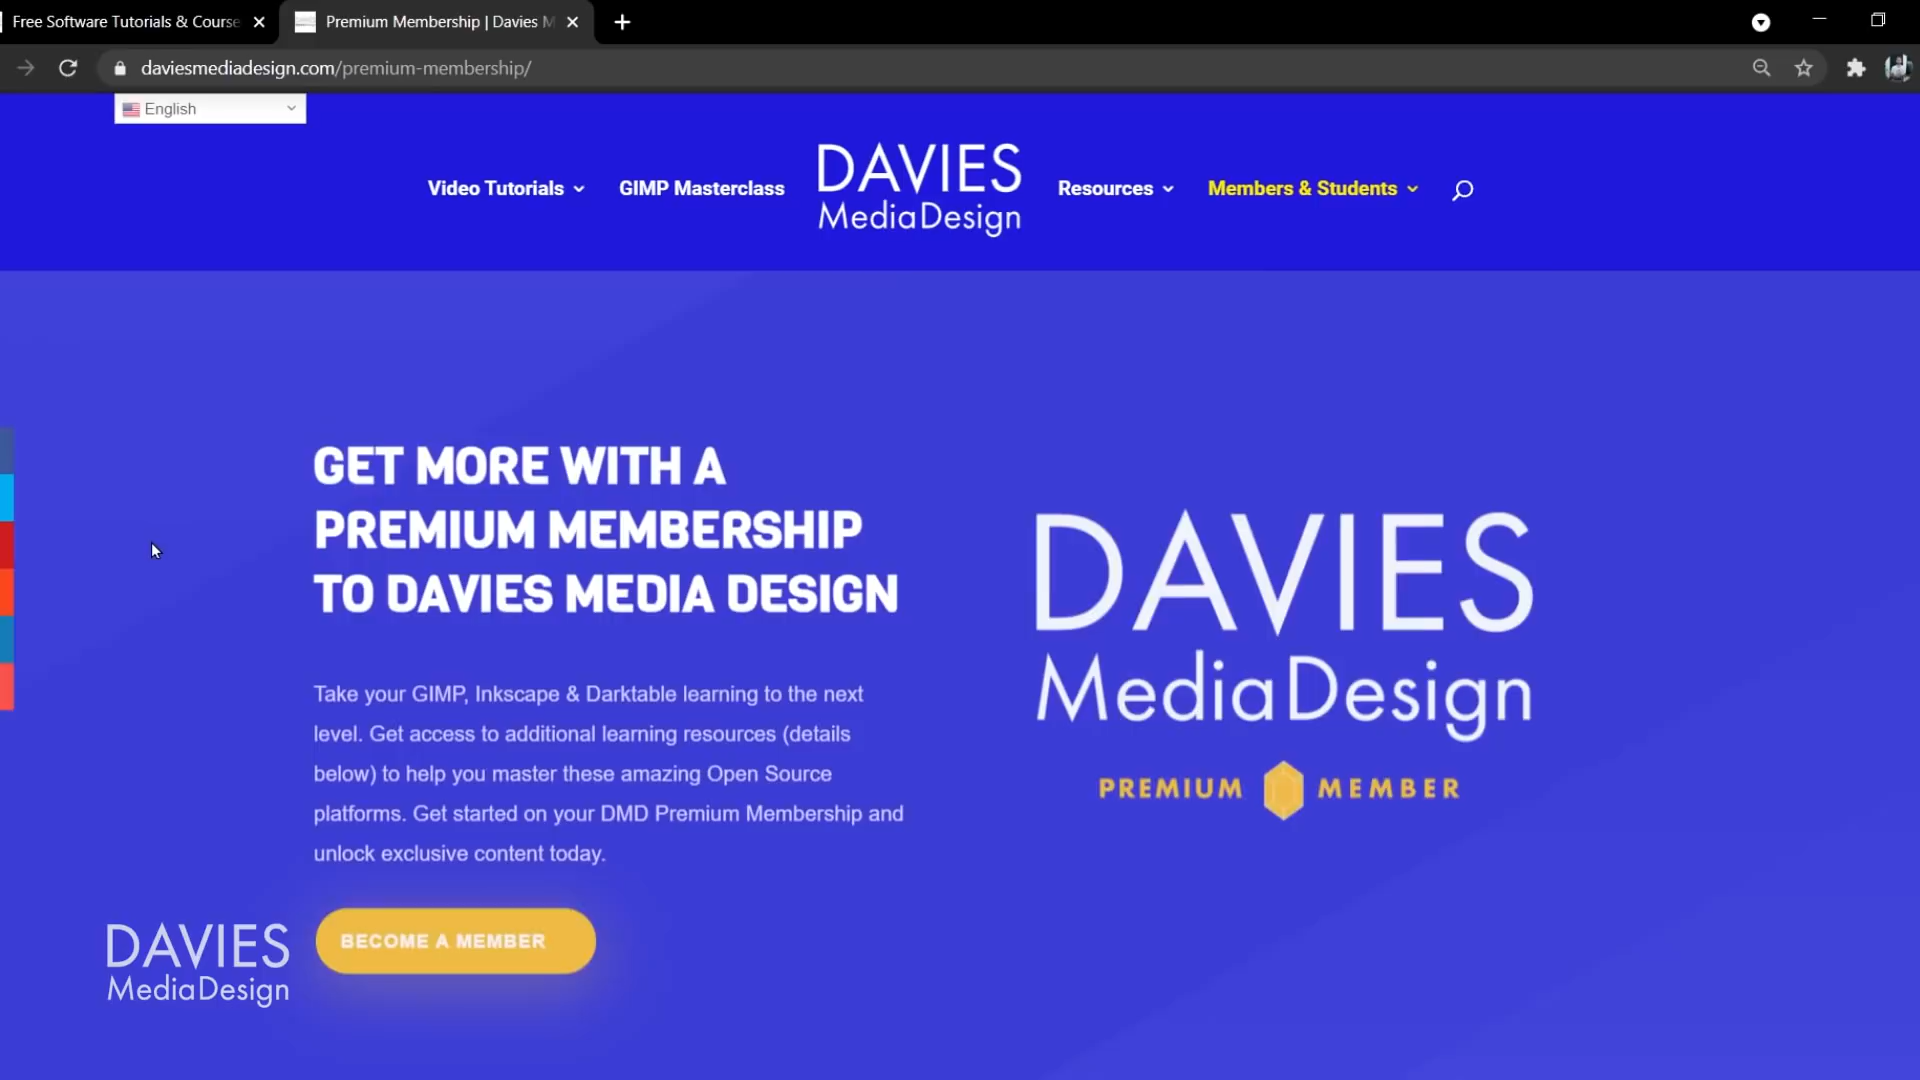 Free Software Tutorials & Course
Premium Membership | Davies M
daviesmediadesign.com/premium-membership/
English
Video Tutorials
GIMP Masterclass
DAVIES
MediaDesign
Resources
Members & Students
GET MORE WITH A
PREMIUM MEMBERSHIP
TO DAVIES MEDIA DESIGN
Take your GIMP, Inkscape & Darktable learning to the next
level. Get access to additional learning resources (details
below) to help you master these amazing Open Source
platforms. Get started on your DMD Premium Membership and
unlock exclusive content today.
BECOME A MEMBER
DAVIES
MediaDesign
PREMIUM MEMBER
DAVIES
MediaDesign